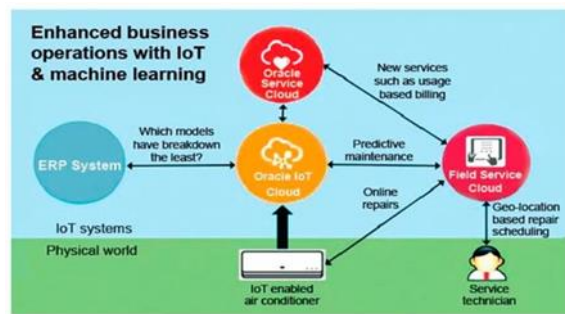 Enhanced business
operations with IoT
& machine learning
Oracle
Service
Cloud
New services
such as usage
based billing
Which models
have breakdown
the least?
ERP System
Oracle IoT
Cloud
Predictive
maintenance
Field Service
Cloud
Online
repairs
Geo-location
based repair
scheduling
IoT systems
Physical world
IoT enabled
air conditioner
Service
technician